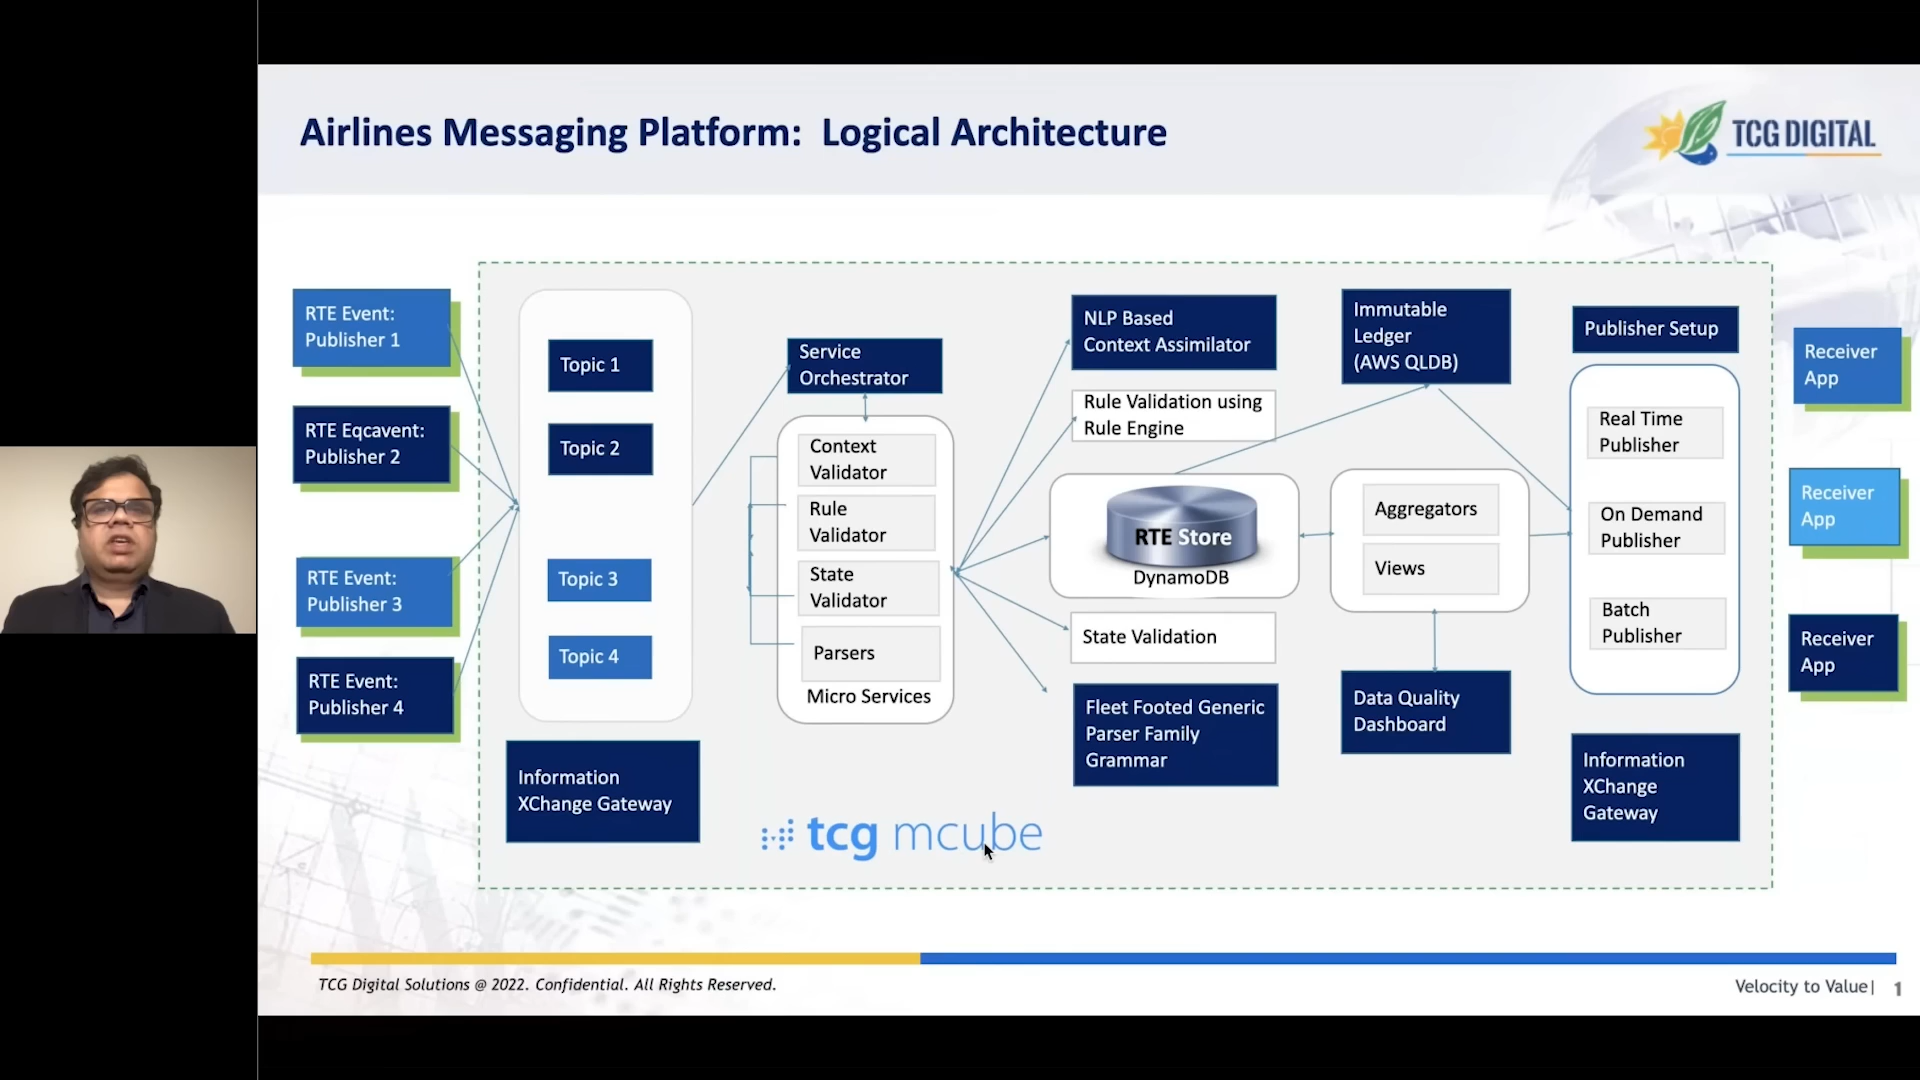 Airlines Messaging Platform: Logical Architecture
TCG DIGITAL
RTE Event:
Publisher 1
RTE Eqcavent:
Publisher 2
RTE Event:
Publisher 3
RTE Event:
Publisher 4
Topic 1
Topic 2
Topic 3
Topic 4
Information
XChange Gateway
Service
Orchestrator
Context
Validator
Rule
Validator
State
Validator
Parsers
Micro Services
tcg mcube
NLP Based
Context Assimilator
Rule Validation using
Rule Engine
RTE Store
DynamoDB
State Validation
Fleet Footed Generic
Parser Family
Grammar
Immutable
Ledger
(AWS QLDB)
Aggregators
Views
Data Quality
Dashboard
Publisher Setup
Real Time
Publisher
On Demand
Publisher
Batch
Publisher
Information
XChange
Gateway
Receiver
App
Receiver
App
Receiver
App
TCG Digital Solutions @ 2022. Confidential. All Rights Reserved.
Velocity to Value| 1